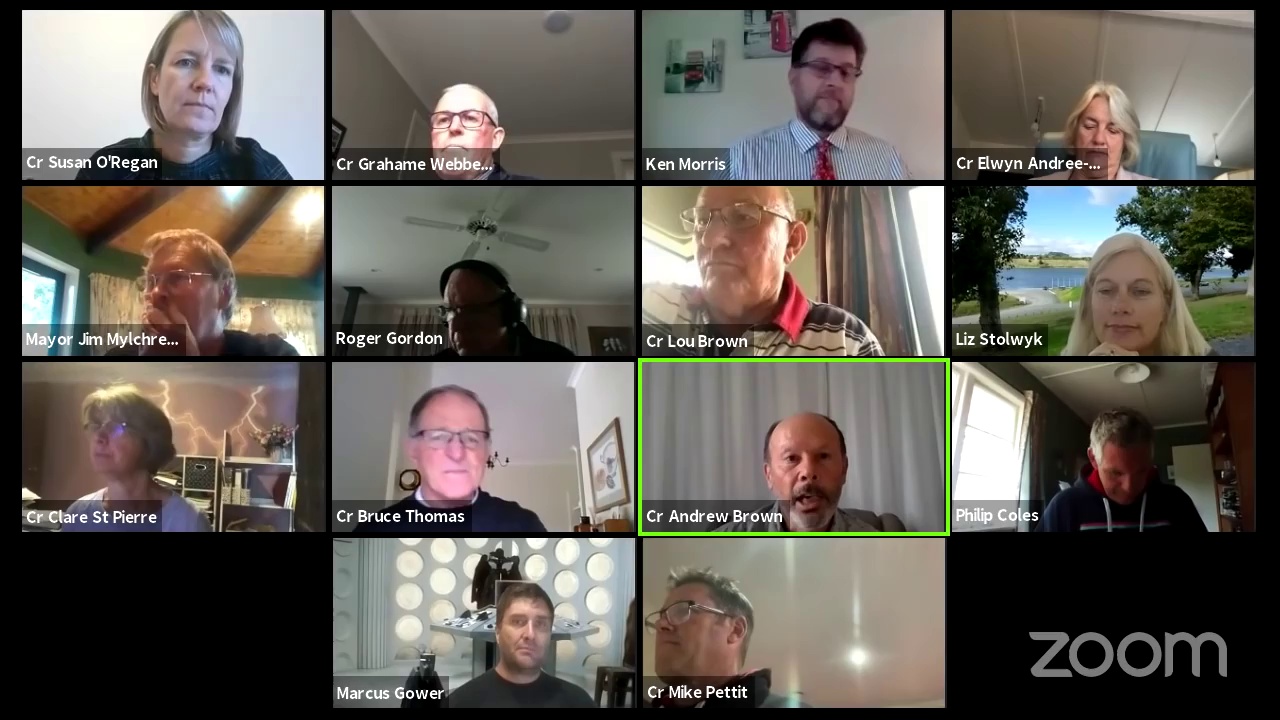 Cr Susan O'Regan
Cr Grahame Webbe...
Ken Morris
Cr Elwyn Andree-...
Mayor Jim Mylchre...
Roger Gordon
Cr Lou Brown
Liz Stolwyk
Cr Clare St Pierre
Cr Bruce Thomas
Cr Andrew Brown
Philip Coles
Marcus Gower
Cr Mike Pettit
zoom